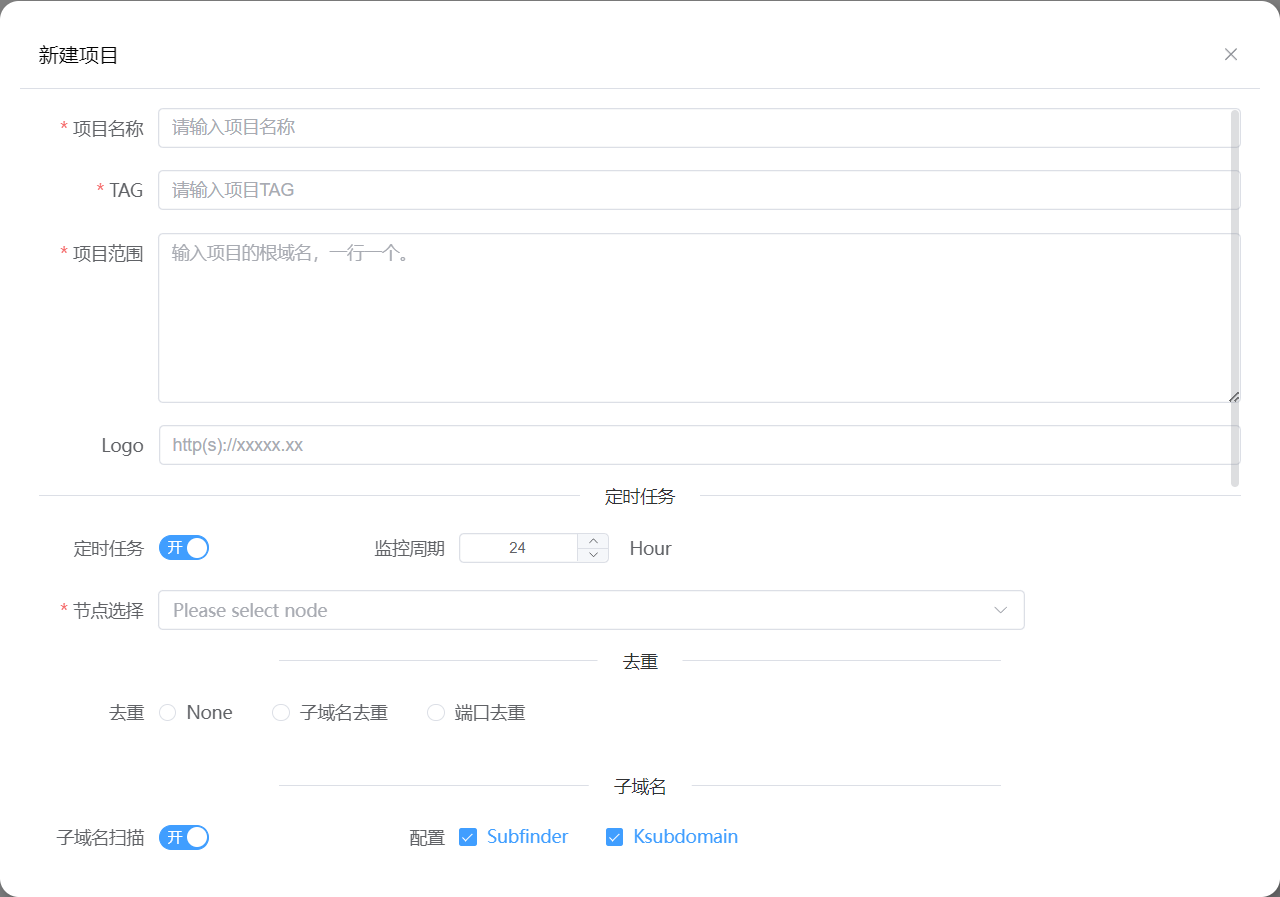 新建项目
* 项目名称 请输入项目名称
* TAG 请输入项目TAG
* 项目范围 输入项目的根域名，一行一个。
Logo http(s)://xxxxx.xx
定时任务
定时任务 开 监控周期 24 Hour
* 节点选择 Please select node
去重
去重 None 子域名去重 端口去重
子域名
子域名扫描 开 配置 Subfinder Ksubdomain